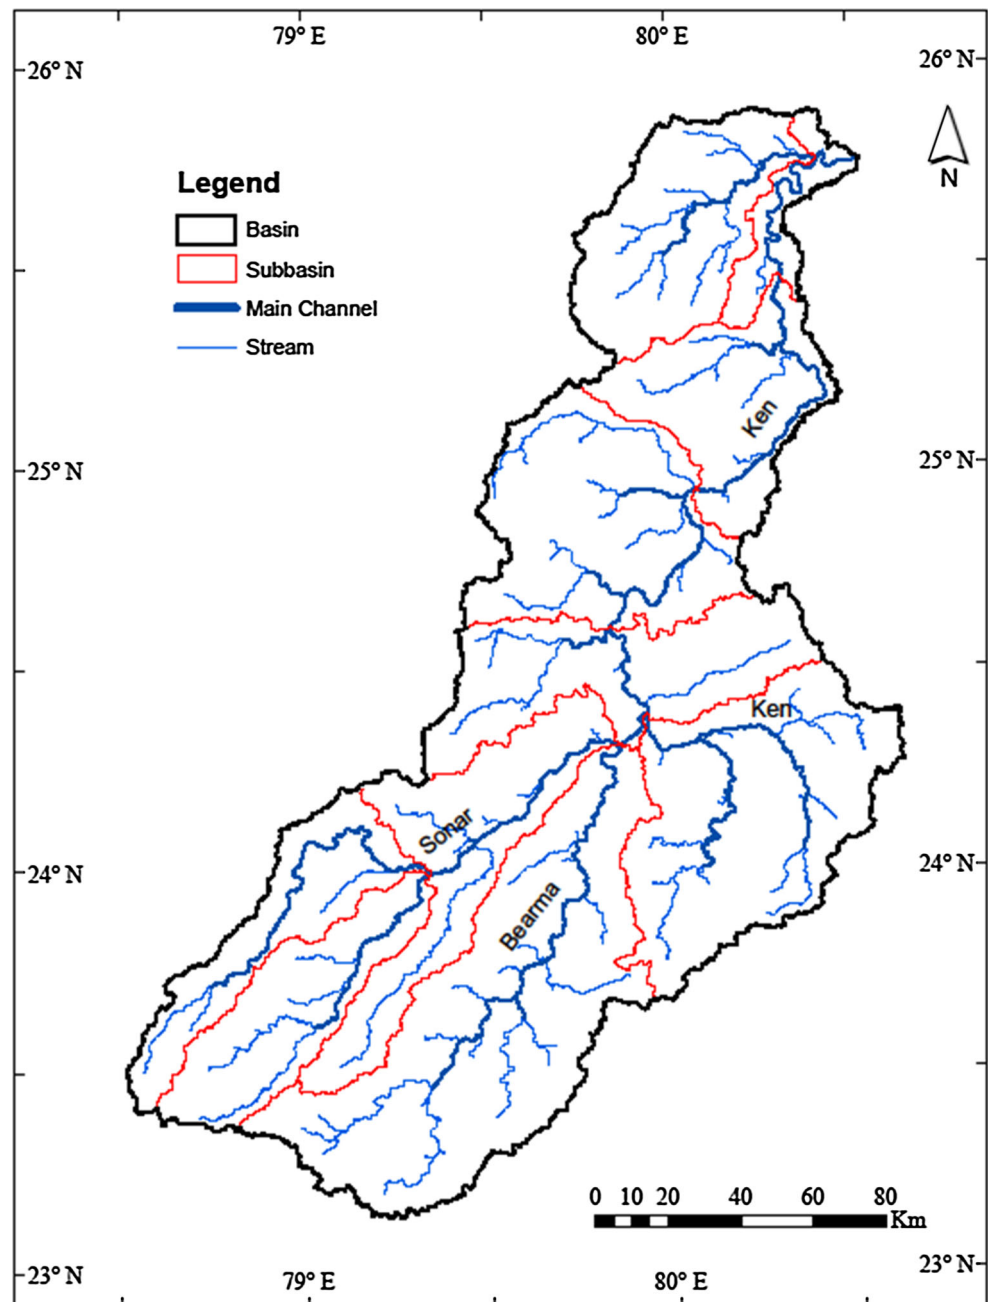 79° E 80° E
26° N 26° N
N
Legend
Basin
Subbasin
Main Channel
Stream
Ken
25° N 25° N
Ken
Sonar
24° N 24° N
Bearma
0 10 20 40 60 80
Km
23° N 23° N
79° E 80° E